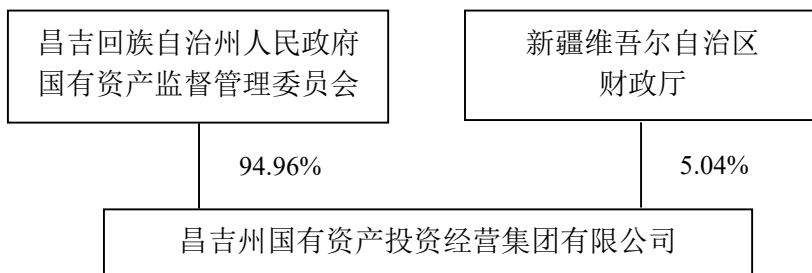 昌吉回族自治州人民政府
国有资产监督管理委员会
新疆维吾尔自治区
财政厅
94.96%
5.04%
昌吉州国有资产投资经营集团有限公司